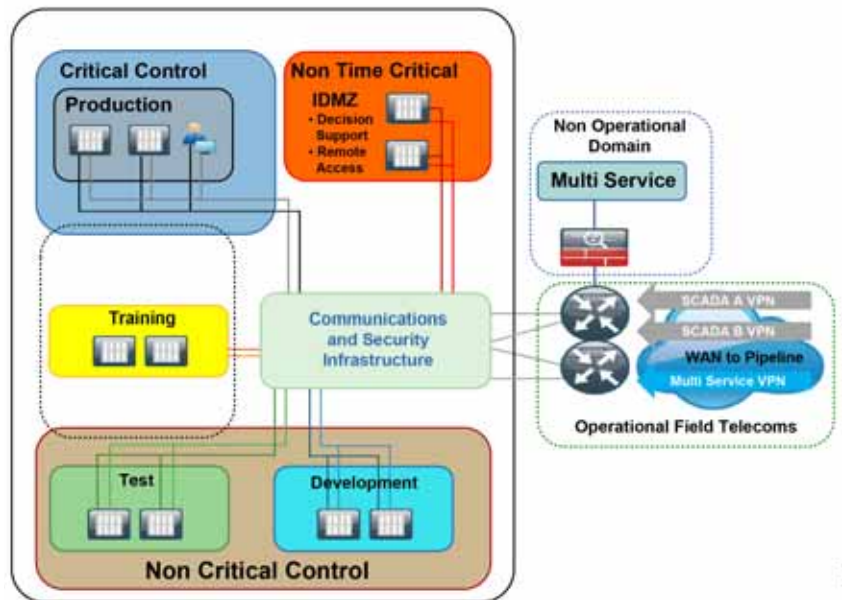 Critical Control
Production
Non Time Critical
IDMZ
• Decision
Support
• Remote
Access
Non Operational
Domain
Multi Service
Training
Communications
and Security
Infrastructure
SCADA A VPN
SCADA B VPN
WAN to Pipeline
Multi Service VPN
Operational Field Telecoms
Test
Development
Non Critical Control